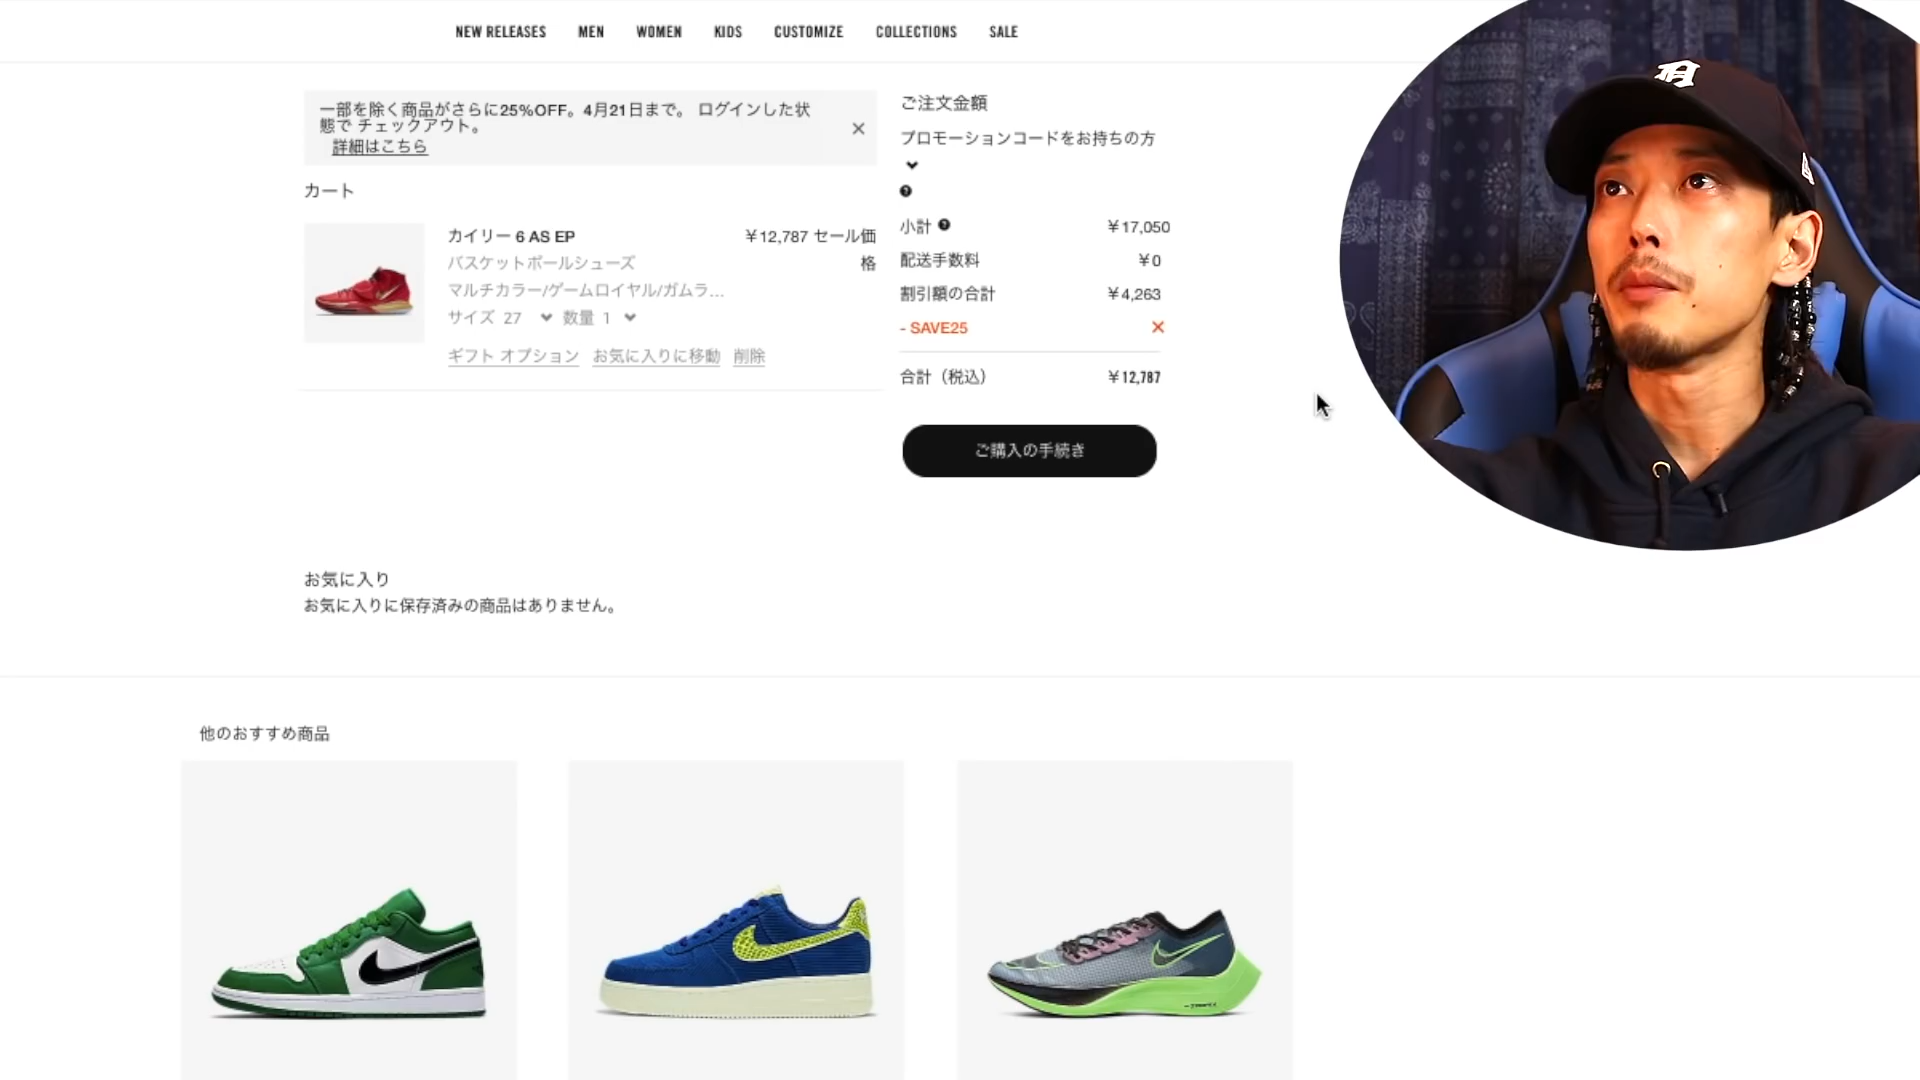 NEW RELEASES MEN WOMEN KIDS CUSTOMIZE COLLECTIONS SALE
一部を除く商品がさらに25%OFF。4月21日まで。 ログインした状
態で チェックアウト。
詳細はこちら
カート
カイリー 6 AS EP
¥12,787 セール価
格
バスケットボールシューズ
マルチカラー/ゲームロイヤル/ガムラ...
サイズ 27 数量 1
ギフト オプション お気に入りに移動 削除
ご注文金額
プロモーションコードをお持ちの方
小計 ¥17,050
配送手数料 ¥0
割引額の合計 ¥4,263
- SAVE25
合計（税込） ¥12,787
ご購入の手続き
お気に入り
お気に入りに保存済みの商品はありません。
他のおすすめ商品